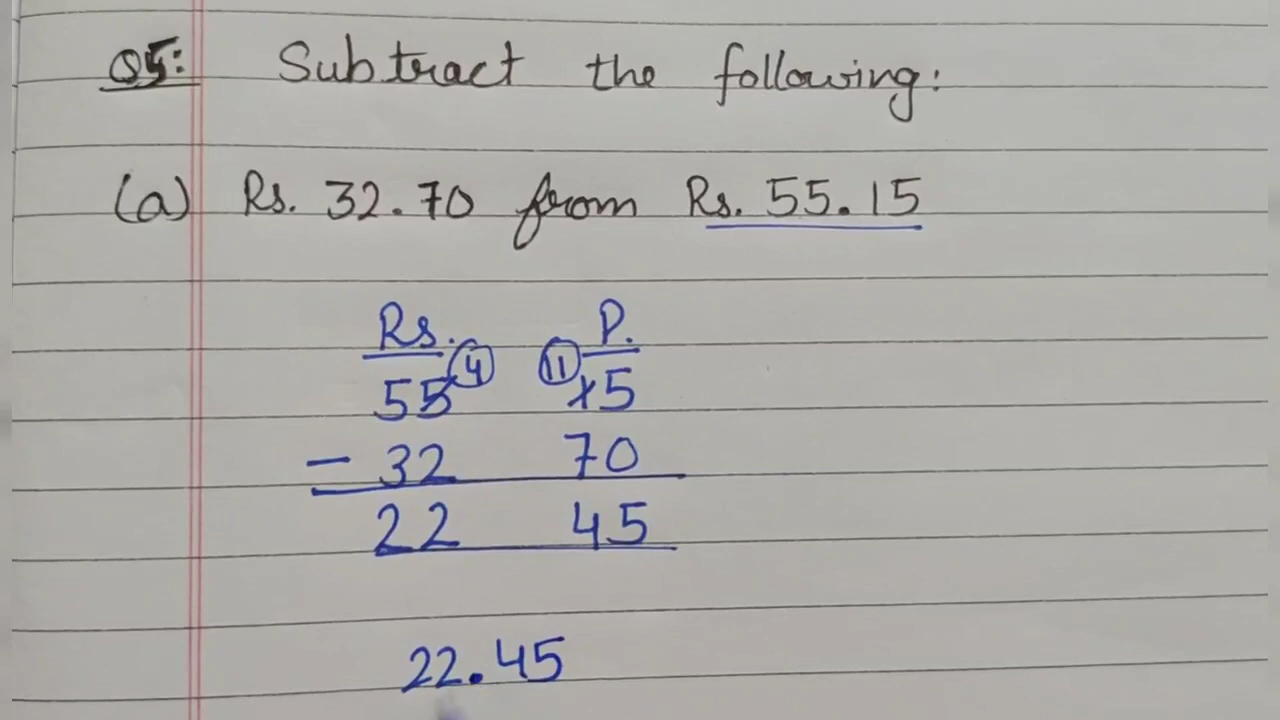 Q5: Subtract the following:
(a) Rs. 32.70 from Rs. 55.15
Rs. P.
55 4 11 15
- 32 70
22 45
22.45